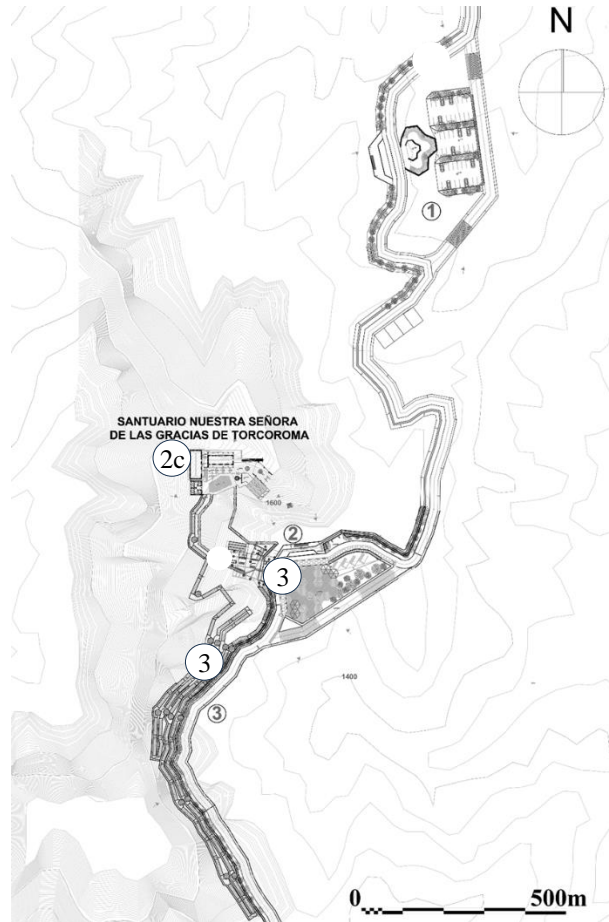 N
1
SANTUARIO NUESTRA SEÑORA
DE LAS GRACIAS DE TORCOROMA
2c
1600
2
3
3
1400
3
0 500m